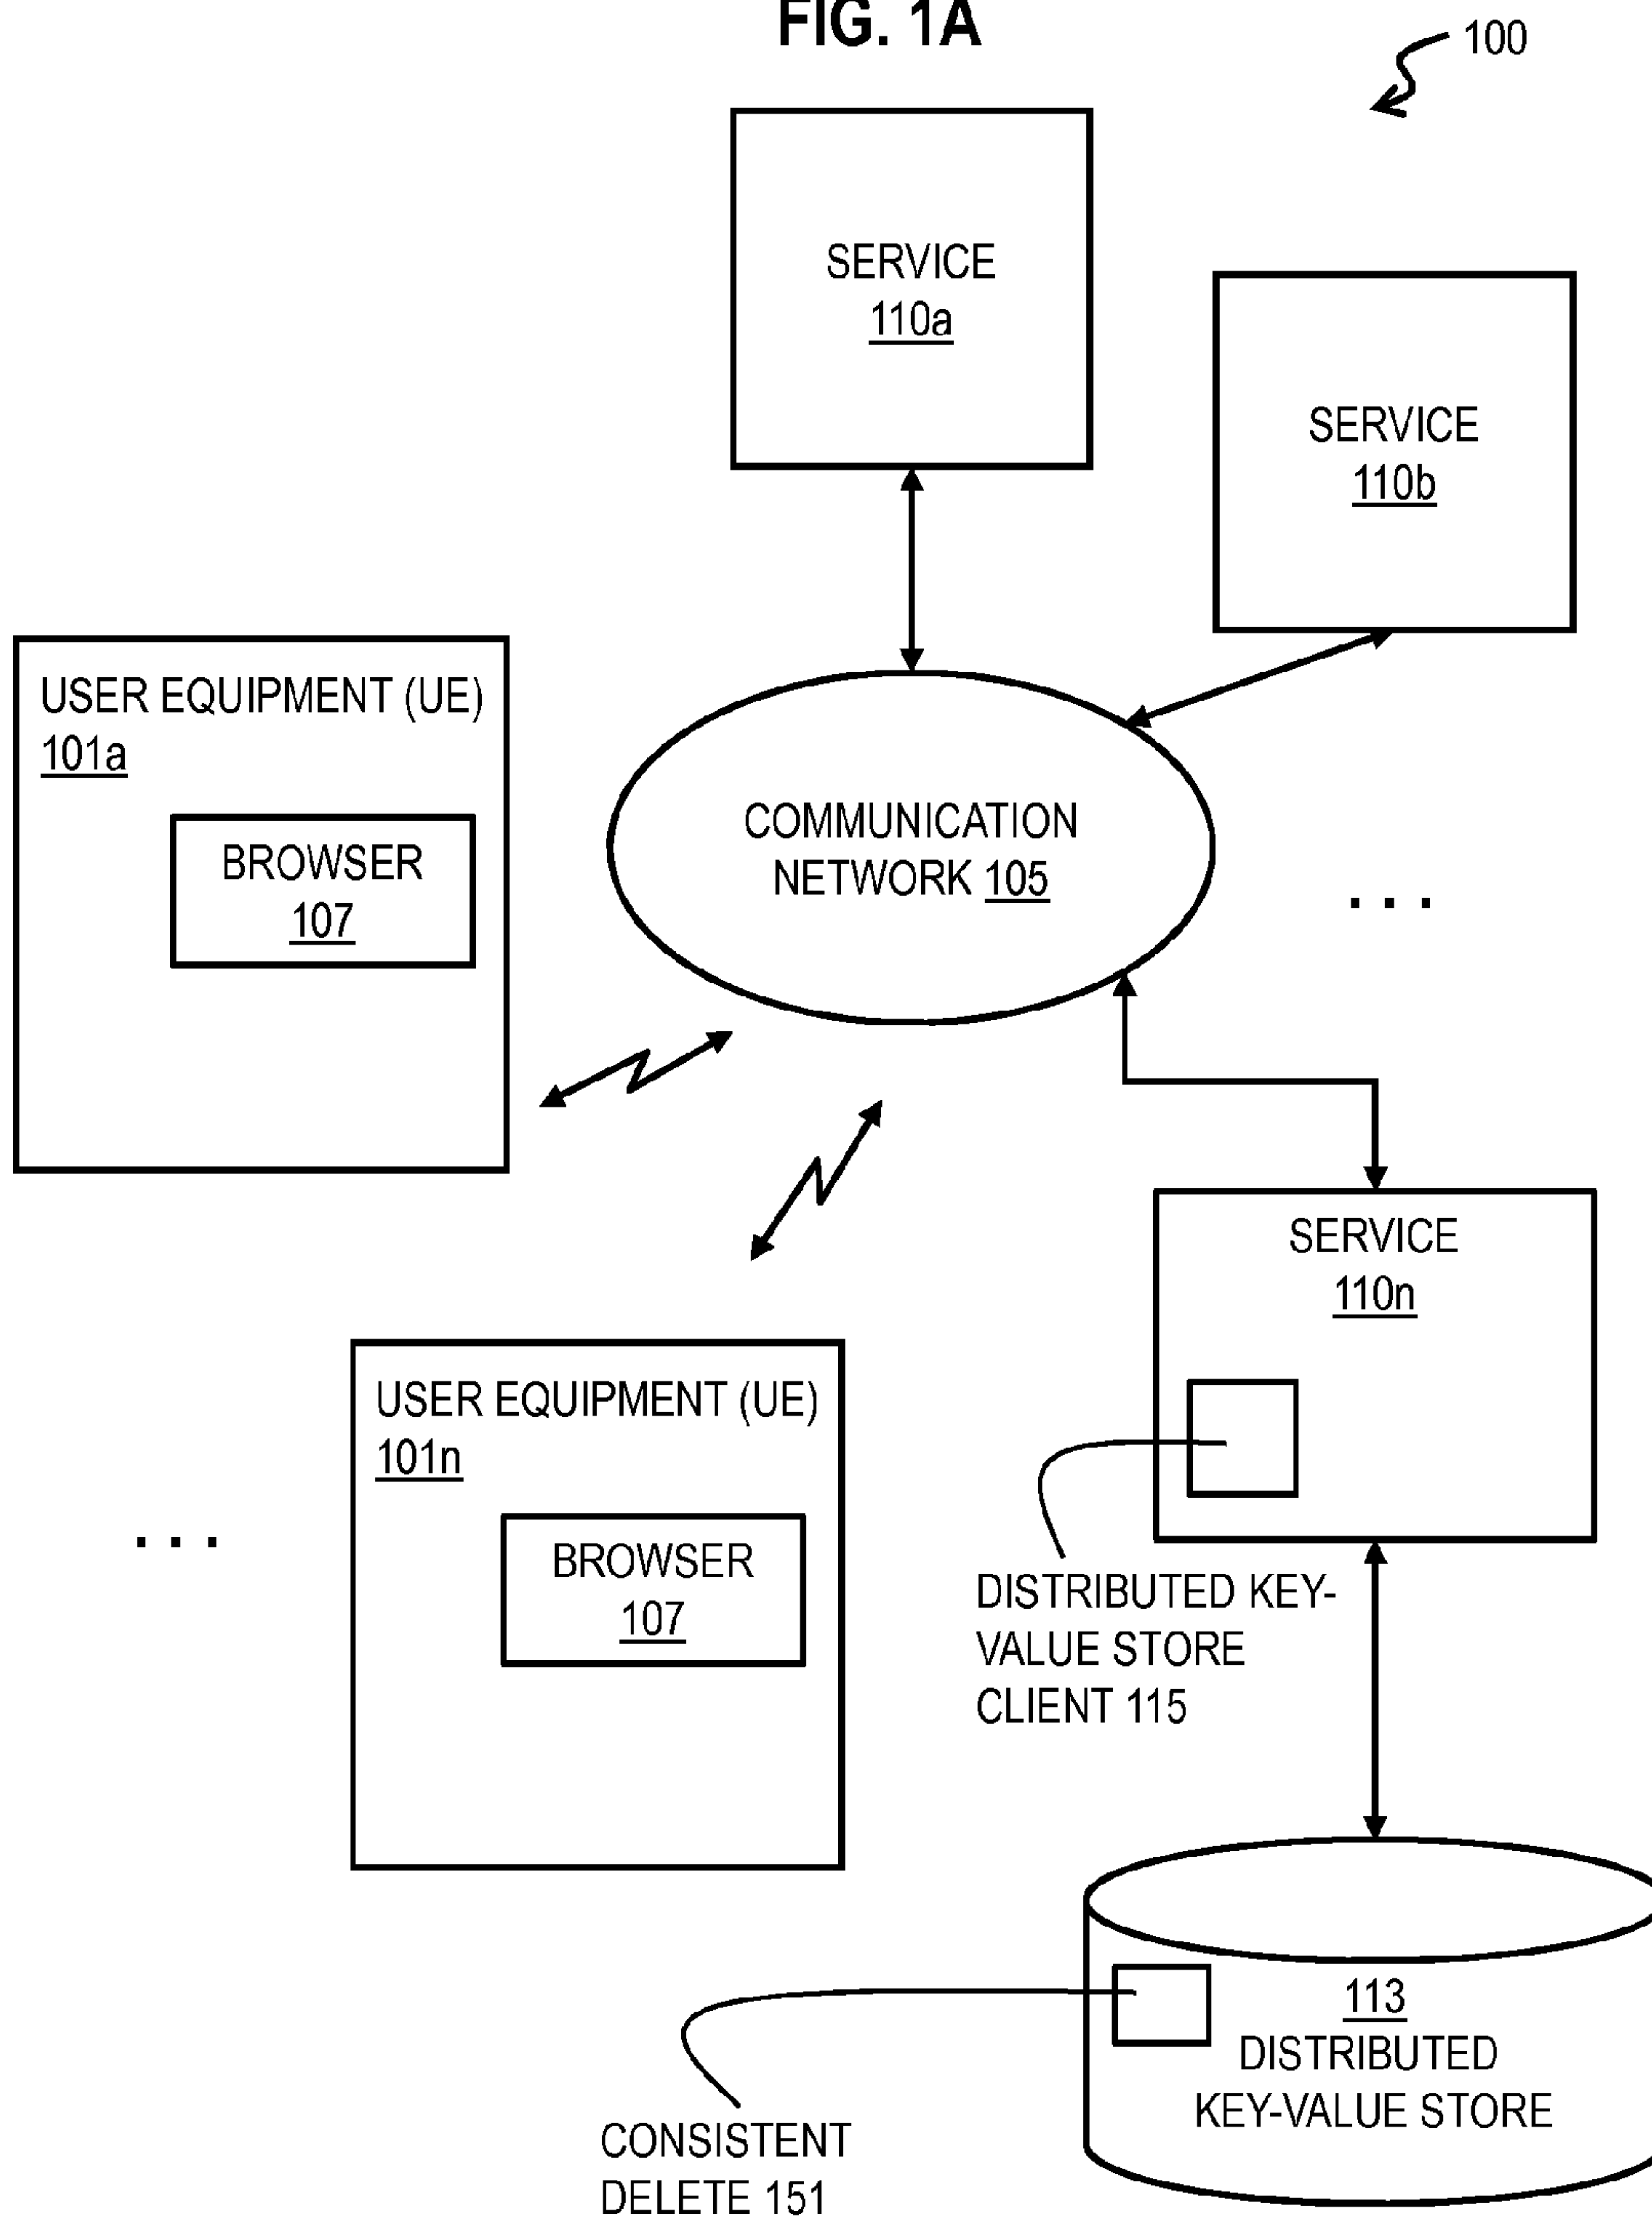 FIG. 1A
100
SERVICE
110a
SERVICE
110b
USER EQUIPMENT (UE)
101a
BROWSER
107
COMMUNICATION
NETWORK 105
. . .
SERVICE
110n
USER EQUIPMENT (UE)
101n
BROWSER
107
. . .
DISTRIBUTED KEY-
VALUE STORE
CLIENT 115
113
DISTRIBUTED
KEY-VALUE STORE
CONSISTENT
DELETE 151